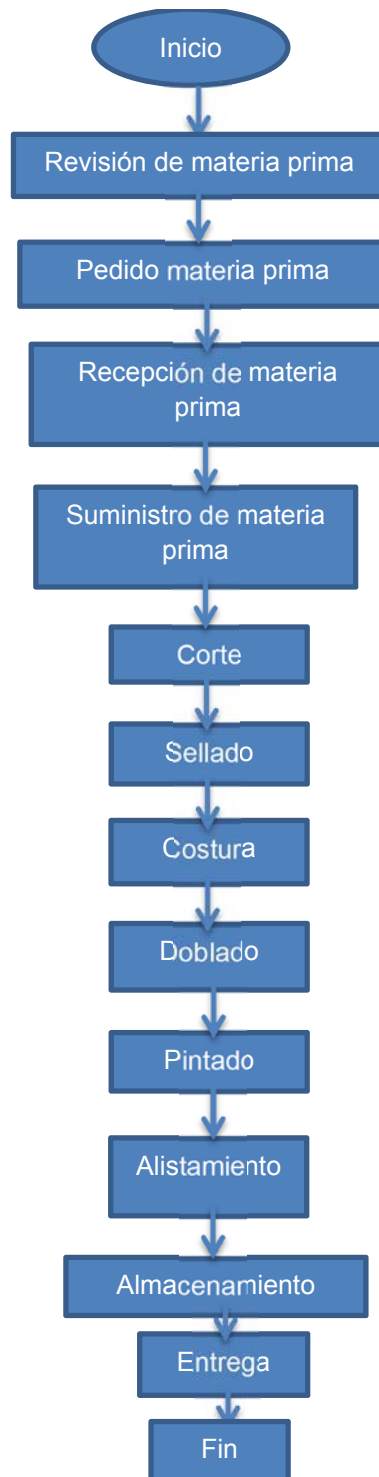 Inicio
Revisión de materia prima
Pedido materia prima
Recepción de materia
prima
Suministro de materia
prima
Corte
Sellado
Costura
Doblado
Pintado
Alistamiento
Almacenamiento
Entrega
Fin